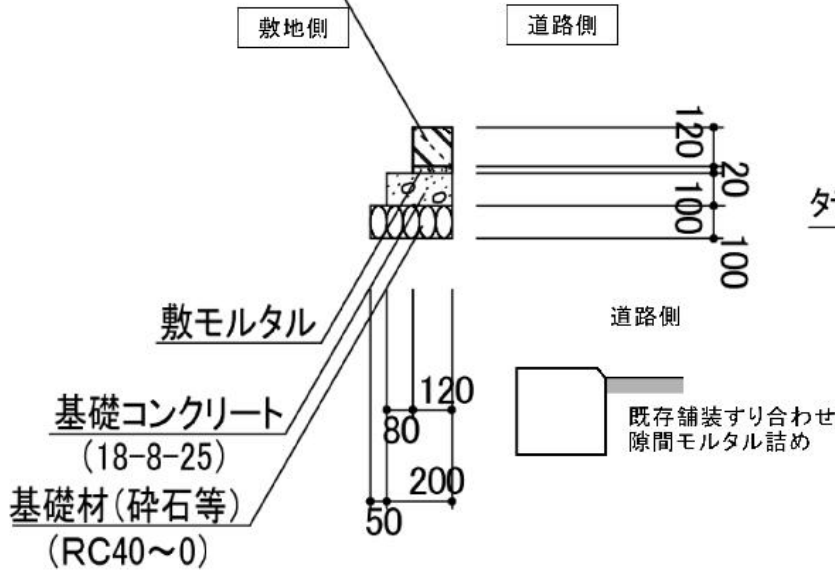 敷地側
道路側
120
20
100
100
敷モルタル
道路側
基礎コンクリート
(18-8-25)
120
80
既存舗装すり合わせ
隙間モルタル詰め
基礎材(砕石等)
(RC40～0)
200
50